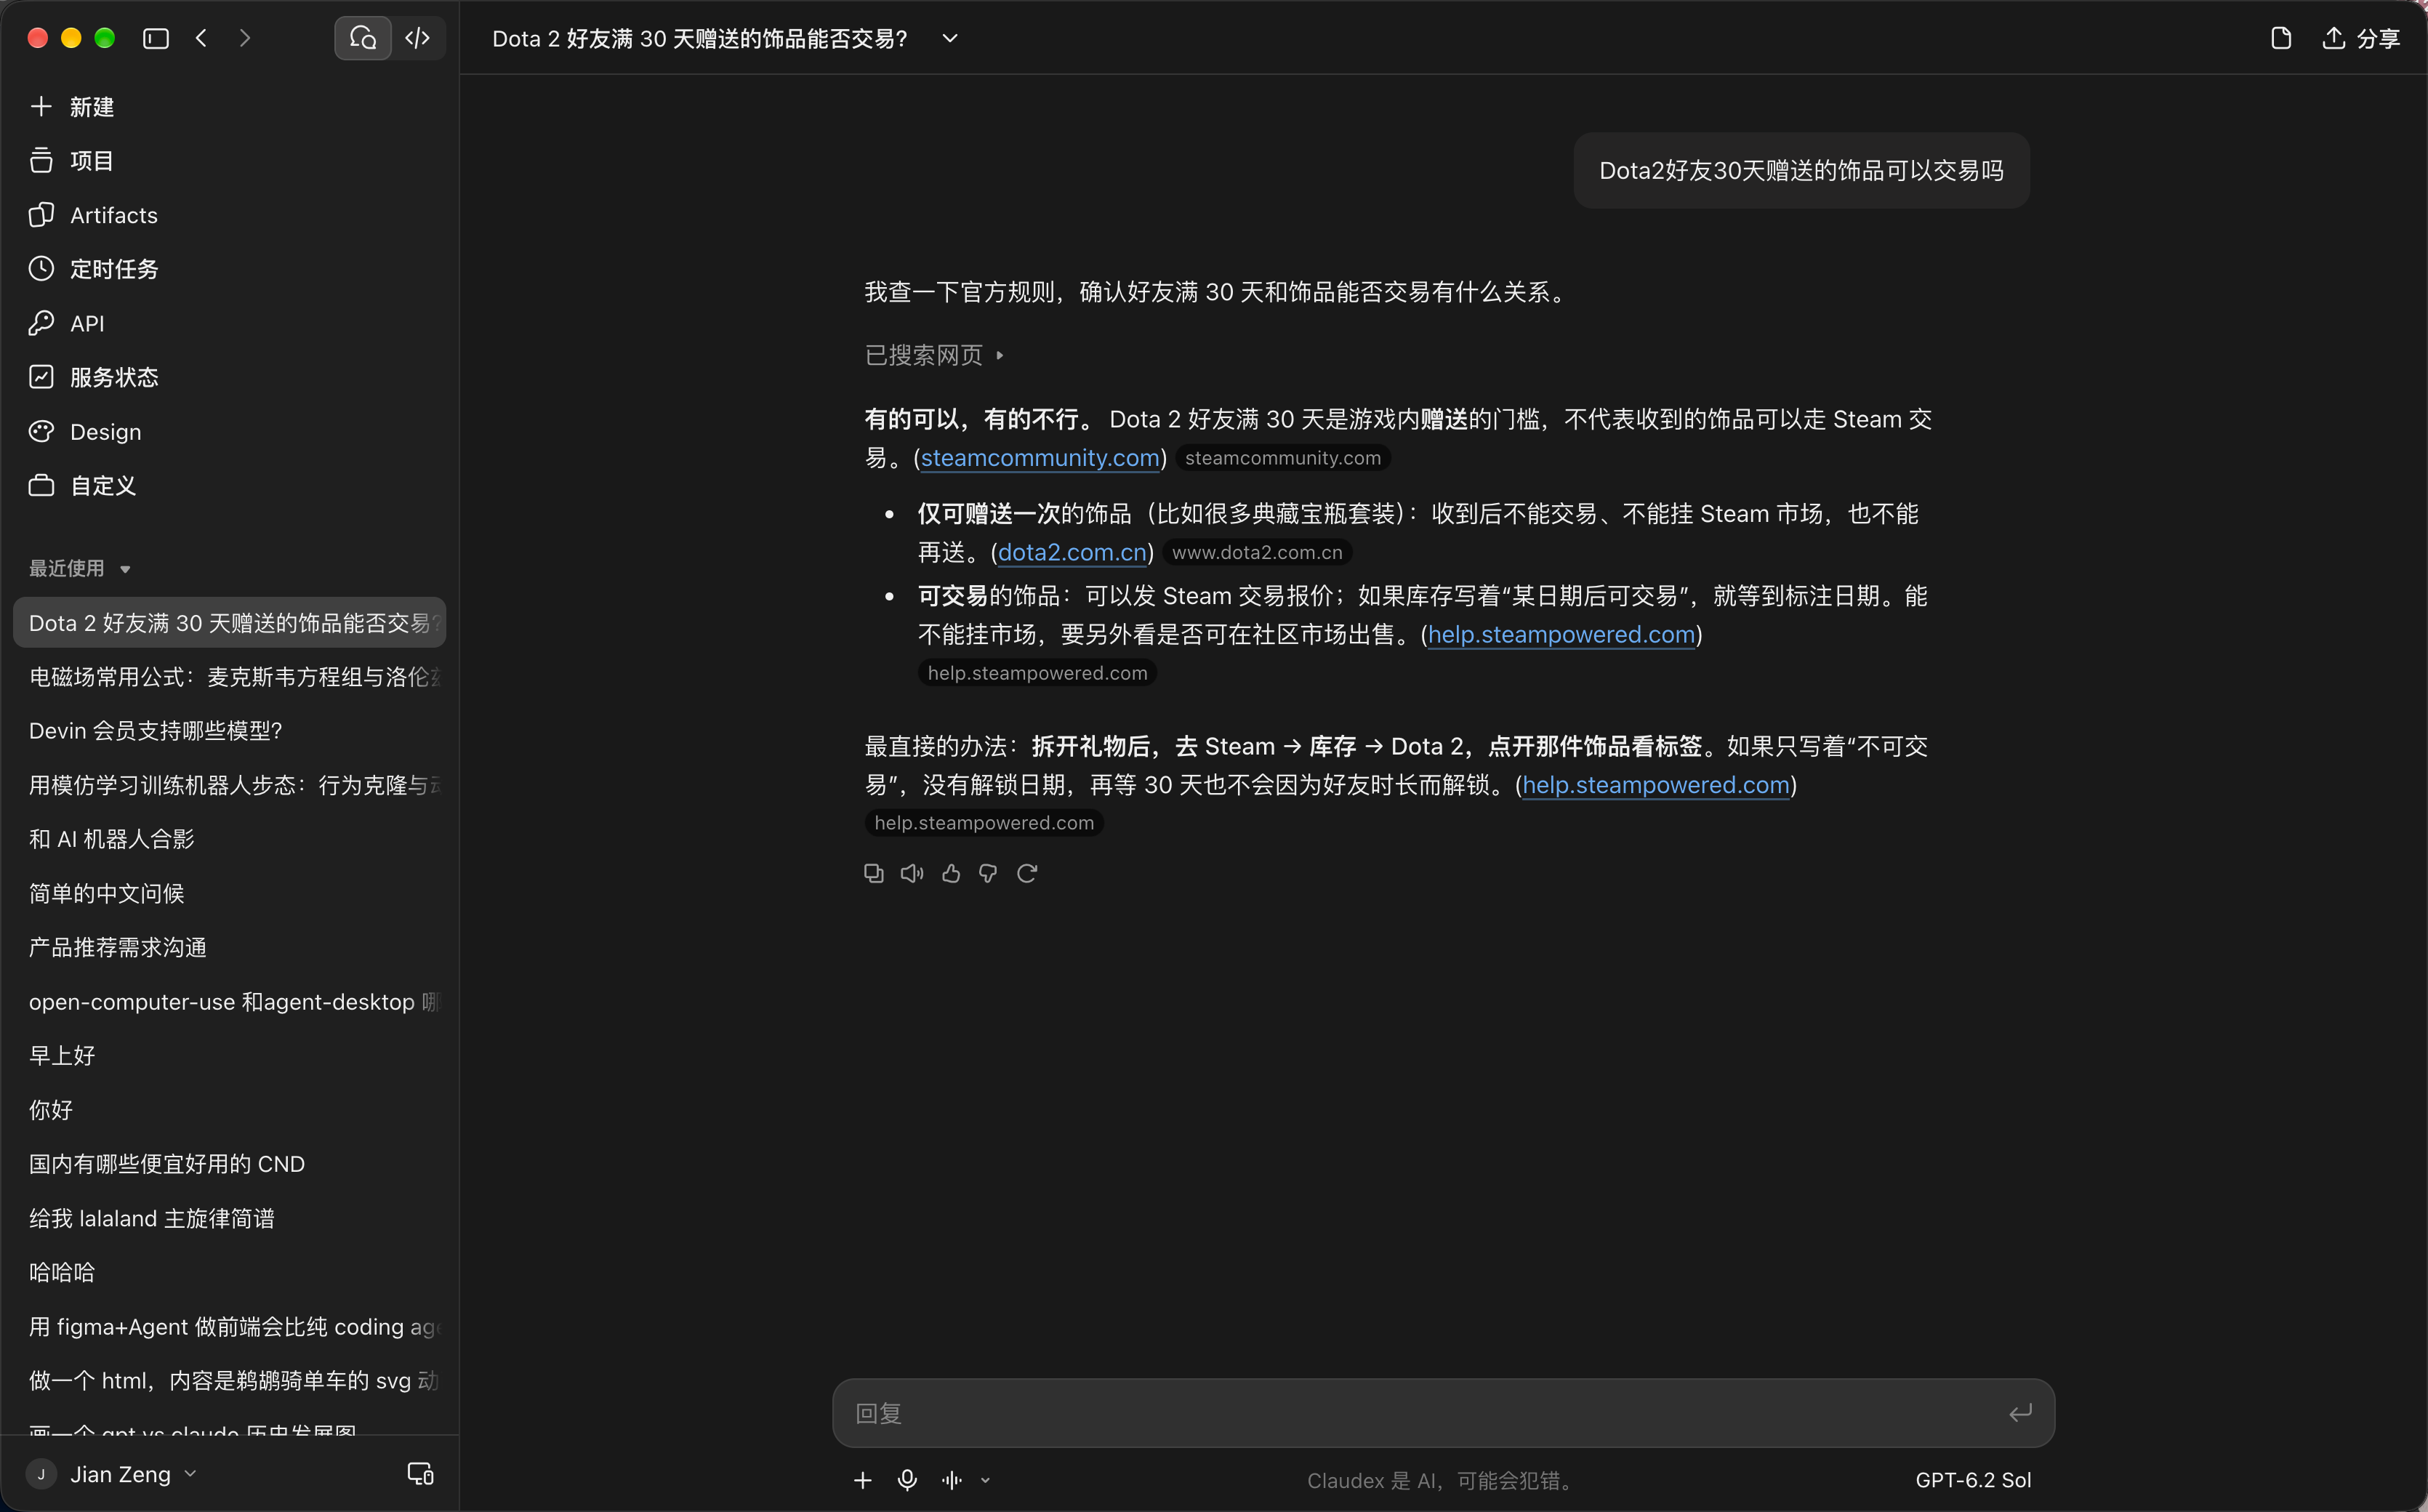 Dota 2 好友满 30 天赠送的饰品能否交易？
分享
新建
项目
Artifacts
定时任务
API
服务状态
Design
自定义
最近使用
Dota 2 好友满 30 天赠送的饰品能否交易？
电磁场常用公式：麦克斯韦方程组与洛伦兹
Devin 会员支持哪些模型？
用模仿学习训练机器人步态：行为克隆与
和 AI 机器人合影
简单的中文问候
产品推荐需求沟通
open-computer-use 和agent-desktop 哪
早上好
你好
国内有哪些便宜好用的 CND
给我 lalaland 主旋律简谱
哈哈哈
用 figma+Agent 做前端会比纯 coding age
做一个 html，内容是鹈鹕骑单车的 svg 动
画一个 gpt vs claude 历史发展图
J
Jian Zeng
Dota2好友30天赠送的饰品可以交易吗
我查一下官方规则，确认好友满 30 天和饰品能否交易有什么关系。
已搜索网页
有的可以，有的不行。 Dota 2 好友满 30 天是游戏内赠送的门槛，不代表收到的饰品可以走 Steam 交
易。(steamcommunity.com) steamcommunity.com
• 仅可赠送一次的饰品（比如很多典藏宝瓶套装）：收到后不能交易、不能挂 Steam 市场，也不能
再送。(dota2.com.cn) www.dota2.com.cn
• 可交易的饰品：可以发 Steam 交易报价；如果库存写着“某日期后可交易”，就等到标注日期。能
不能挂市场，要另外看是否可在社区市场出售。(help.steampowered.com)
help.steampowered.com
最直接的办法：拆开礼物后，去 Steam → 库存 → Dota 2，点开那件饰品看标签。如果只写着“不可交
易”，没有解锁日期，再等 30 天也不会因为好友时长而解锁。(help.steampowered.com)
help.steampowered.com
回复
Claudex 是 AI，可能会犯错。
GPT-6.2 Sol